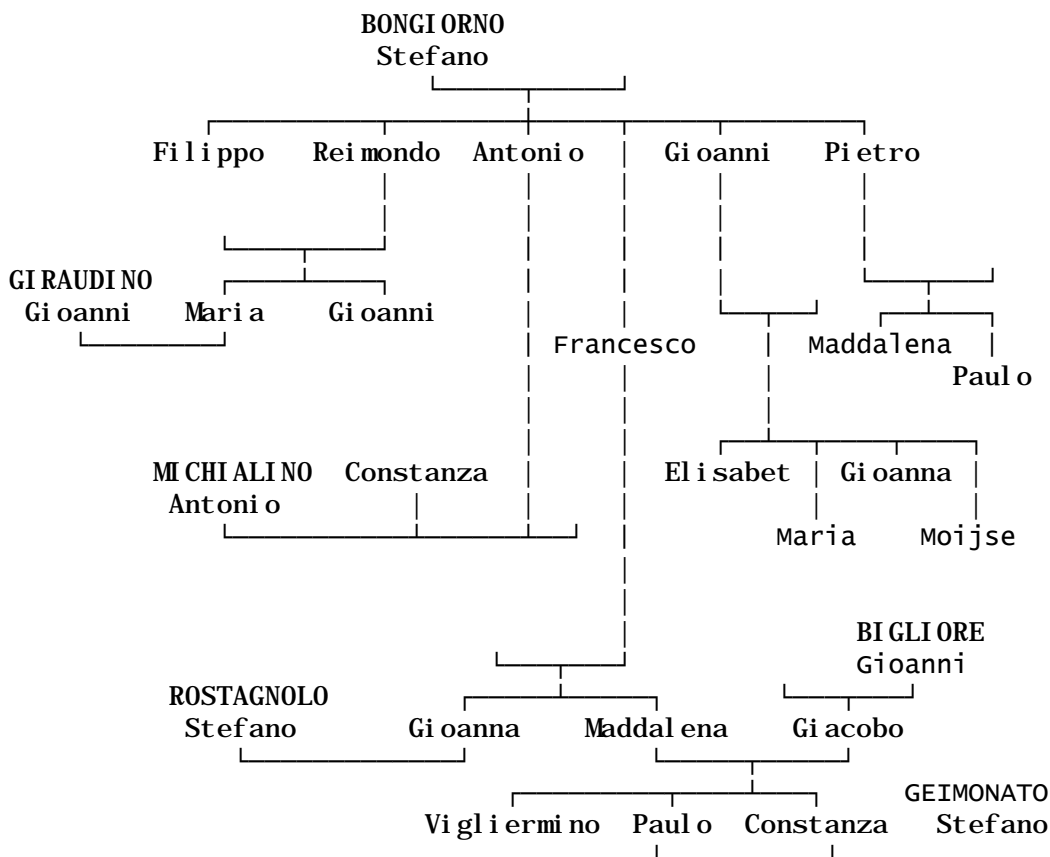 BONGIORNO
Stefano
Filippo Reimondo Antonio Gioanni Pietro
GIRAUDINO
Gioanni Maria Gioanni
Francesco Maddalena
Paulo
MICHIALINO Constanza Elisabet Gioanna
Antonio
Maria Moijse
BIGLIORE
Gioanni
ROSTAGNOLO
Stefano Gioanna Maddalena Giacobo
GEIMONATO
Vigliermino Paulo Constanza Stefano